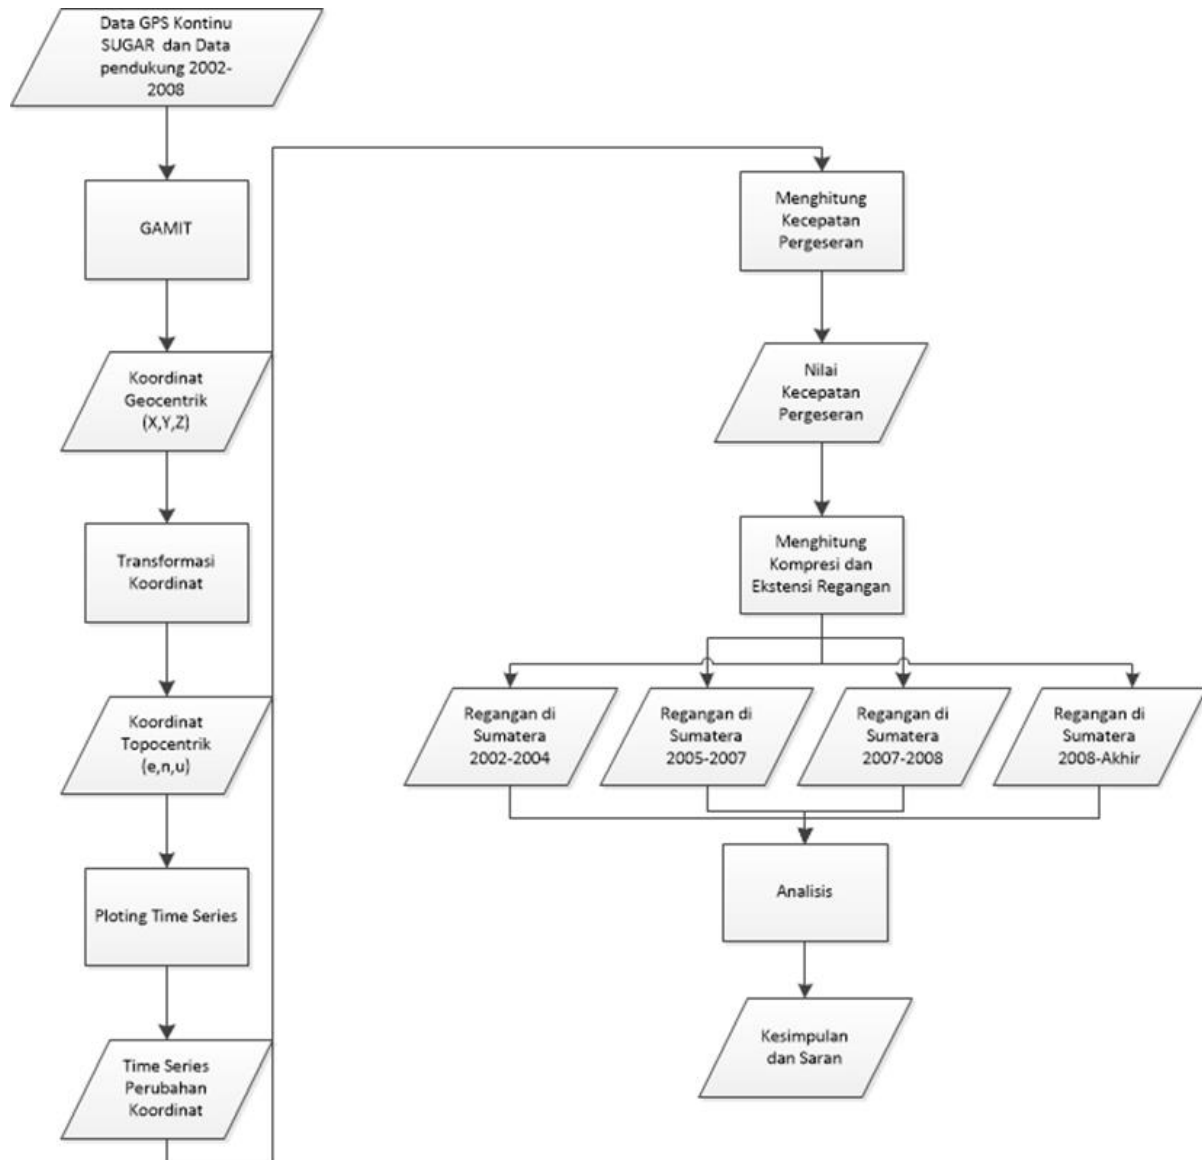 Data GPS Kontinu
SUGAR dan Data
pendukung 2002-
2008
GAMIT
Koordinat
Geocentrik
(X,Y,Z)
Transformasi
Koordinat
Koordinat
Topocentrik
(e,n,u)
Ploting Time Series
Time Series
Perubahan
Koordinat
Menghitung
Kecepatan
Pergeseran
Nilai
Kecepatan
Pergeseran
Menghitung
Kompresi dan
Ekstensi Regangan
Regangan di
Sumatera
2002-2004
Regangan di
Sumatera
2005-2007
Regangan di
Sumatera
2007-2008
Regangan di
Sumatera
2008-Akhir
Analisis
Kesimpulan
dan Saran